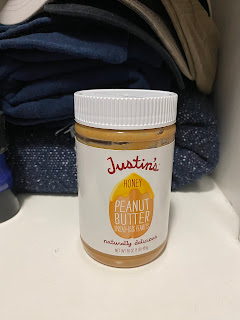 Justin's
HONEY
PEANUT
BUTTER
naturally delicious